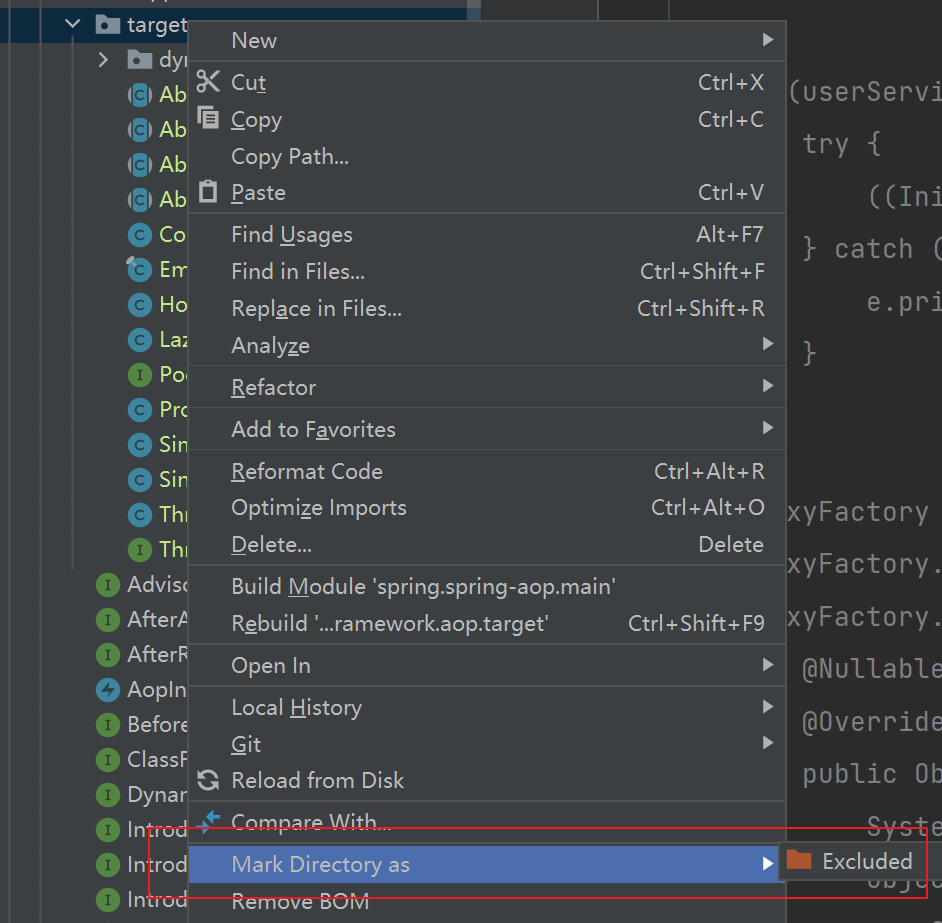 target
New
dyn
Cut Ctrl+X
Ab
(userServi
Copy Ctrl+C
Ab
try {
Copy Path...
Ab
Paste Ctrl+V
Ab
((Ini
Find Usages Alt+F7
Co
} catch (
Find in Files... Ctrl+Shift+F
Em
Replace in Files... Ctrl+Shift+R
Ho
e.pri
Analyze
Laz
}
Refactor
Po
Add to Favorites
Pro
Reformat Code Ctrl+Alt+R
Sin
Optimize Imports Ctrl+Alt+O
Sin
xyFactory
Delete... Delete
Thr
Thr
xyFactory.
Build Module 'spring.spring-aop.main'
Adviso
Rebuild '...ramework.aop.target' Ctrl+Shift+F9
AfterA
xyFactory.
Open In
AfterR
@Nullable
Local History
AopIn
Before
@Override
Git
ClassF
Reload from Disk
Dynam
public Ob
Compare With...
Introd
Syste
Mark Directory as
Introd
Excluded
objec
Remove BOM
Introd